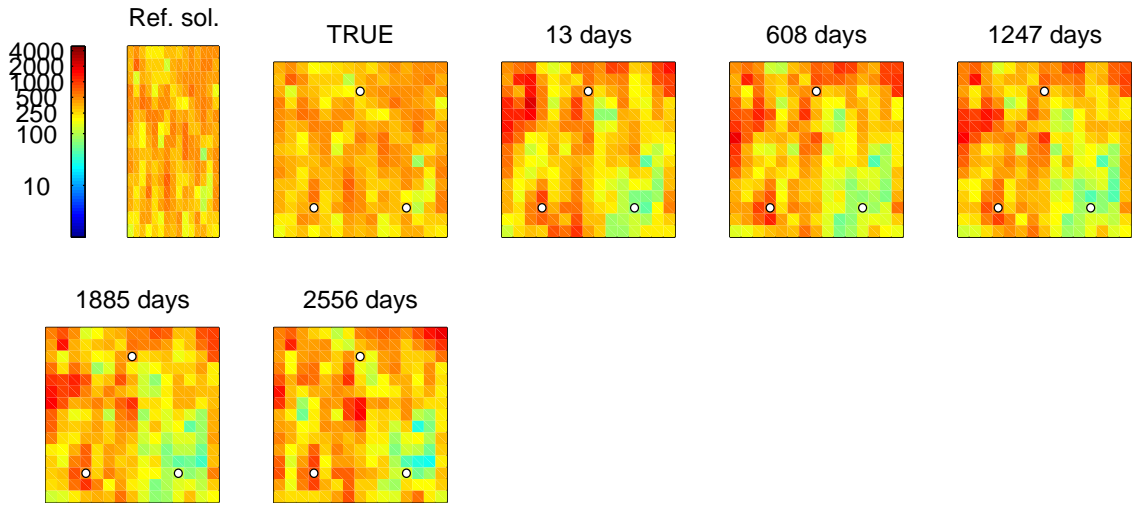 Ref. sol.
TRUE
13 days
608 days
1247 days
4000
2000
1000
500
250
100
10
1885 days
2556 days